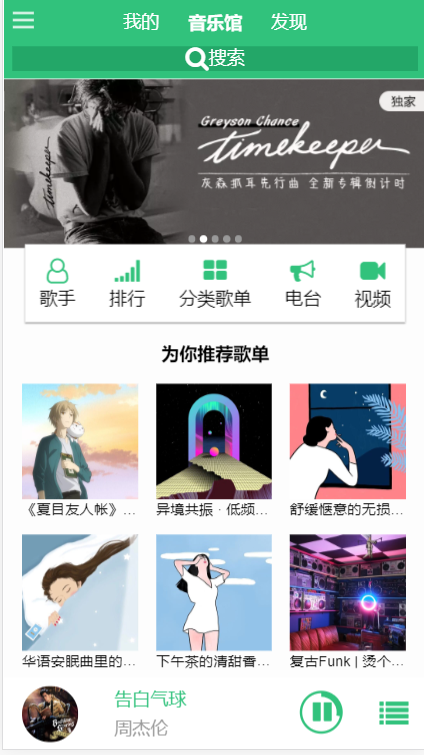 我的 音乐馆 发现
搜索
独家
Greyson Chance
timekeeper
灰森抓耳先行曲 全新专辑倒计时
timekeeper
歌手 排行 分类歌单 电台 视频
为你推荐歌单
《夏目友人帐》... 异境共振 · 低频... 舒缓惬意的无损...
华语安眠曲里的... 下午茶的清甜香... 复古Funk | 烫个...
告白气球
周杰伦